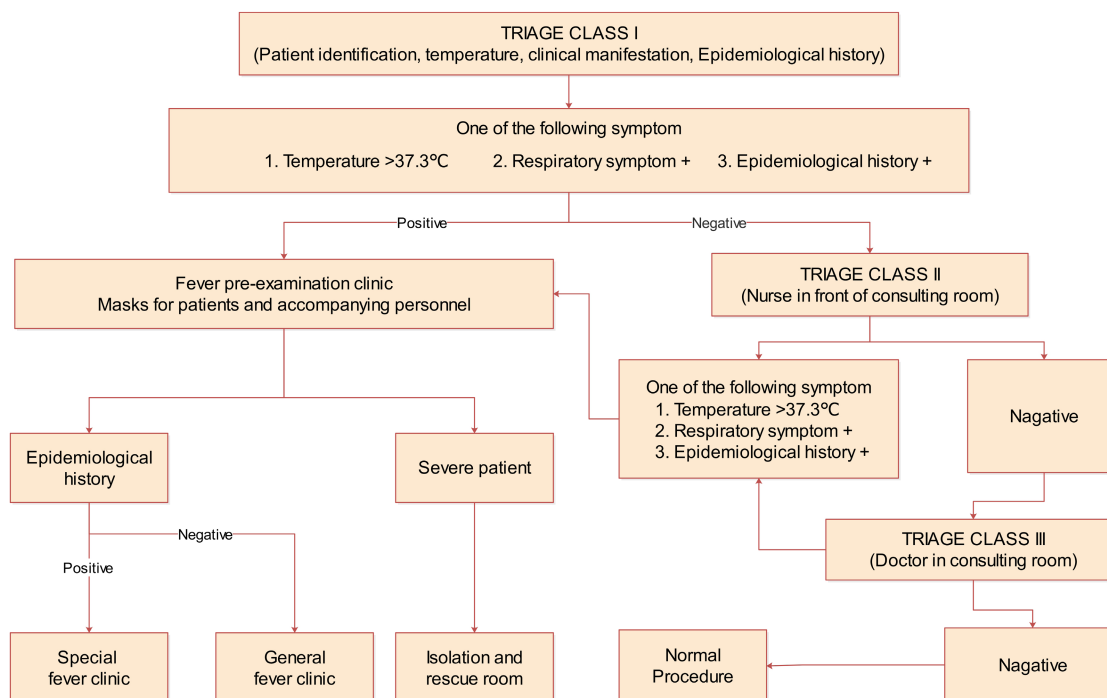 TRIAGE CLASS I
(Patient identification, temperature, clinical manifestation, Epidemiological history)
One of the following symptom
1. Temperature >37.3℃ 2. Respiratory symptom + 3. Epidemiological history +
Positive
Negative
Fever pre-examination clinic
Masks for patients and accompanying personnel
TRIAGE CLASS II
(Nurse in front of consulting room)
One of the following symptom
1. Temperature >37.3℃
2. Respiratory symptom +
3. Epidemiological history +
Nagative
Epidemiological
history
Severe patient
TRIAGE CLASS III
(Doctor in consulting room)
Negative
Positive
Special
fever clinic
General
fever clinic
Isolation and
rescue room
Normal
Procedure
Nagative